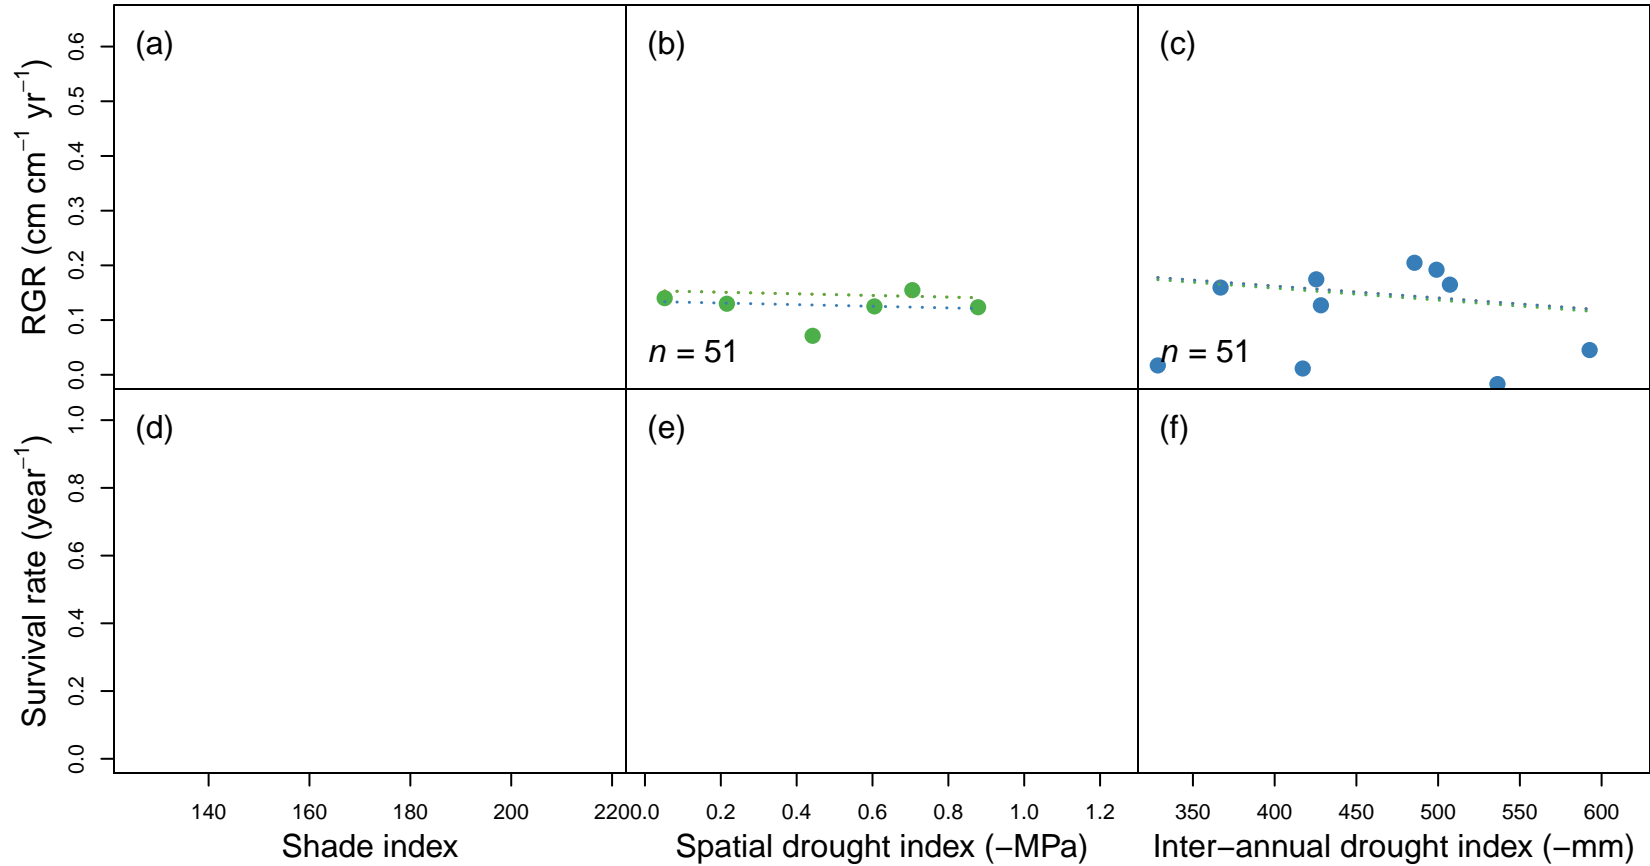 (a)
(b)
(c)
RGR (cm cm⁻¹ yr⁻¹)
0.6
0.5
0.4
0.3
0.2
0.1
0.0
n = 51
n = 51
(d)
(e)
(f)
Survival rate (year⁻¹)
1.0
0.8
0.6
0.4
0.2
0.0
140 160 180 200 220 0.0 0.2 0.4 0.6 0.8 1.0 1.2 350 400 450 500 550 600
Shade index Spatial drought index (−MPa) Inter−annual drought index (−mm)